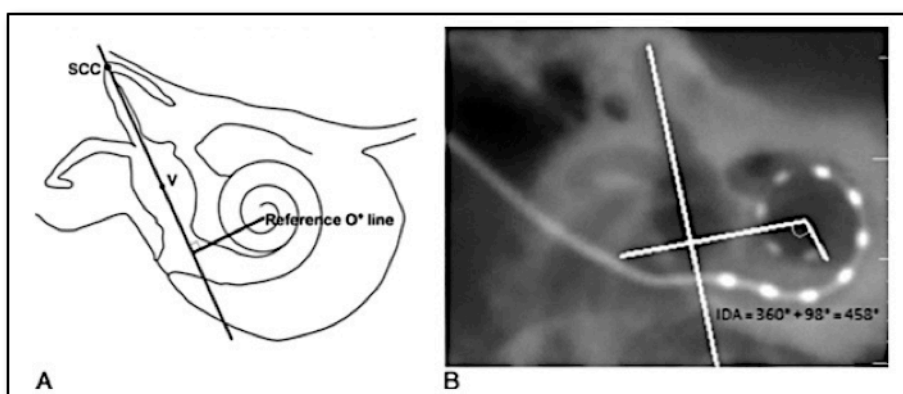 SCC
V
Reference O° line
A
IDA = 360° + 98° = 458°
B